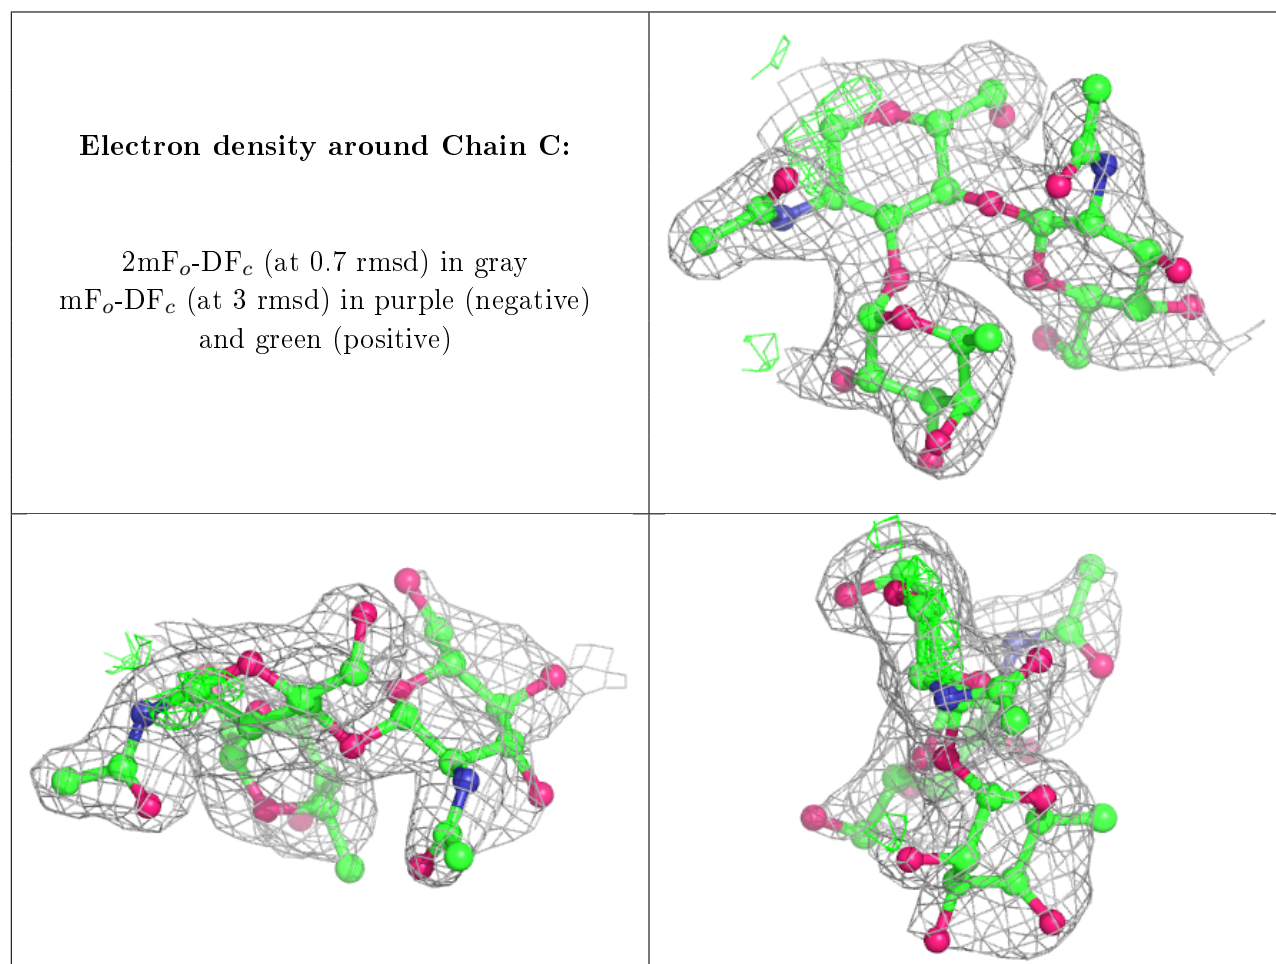 Electron density around Chain C:
2mFo-DFc (at 0.7 rmsd) in gray
mFo-DFc (at 3 rmsd) in purple (negative)
and green (positive)